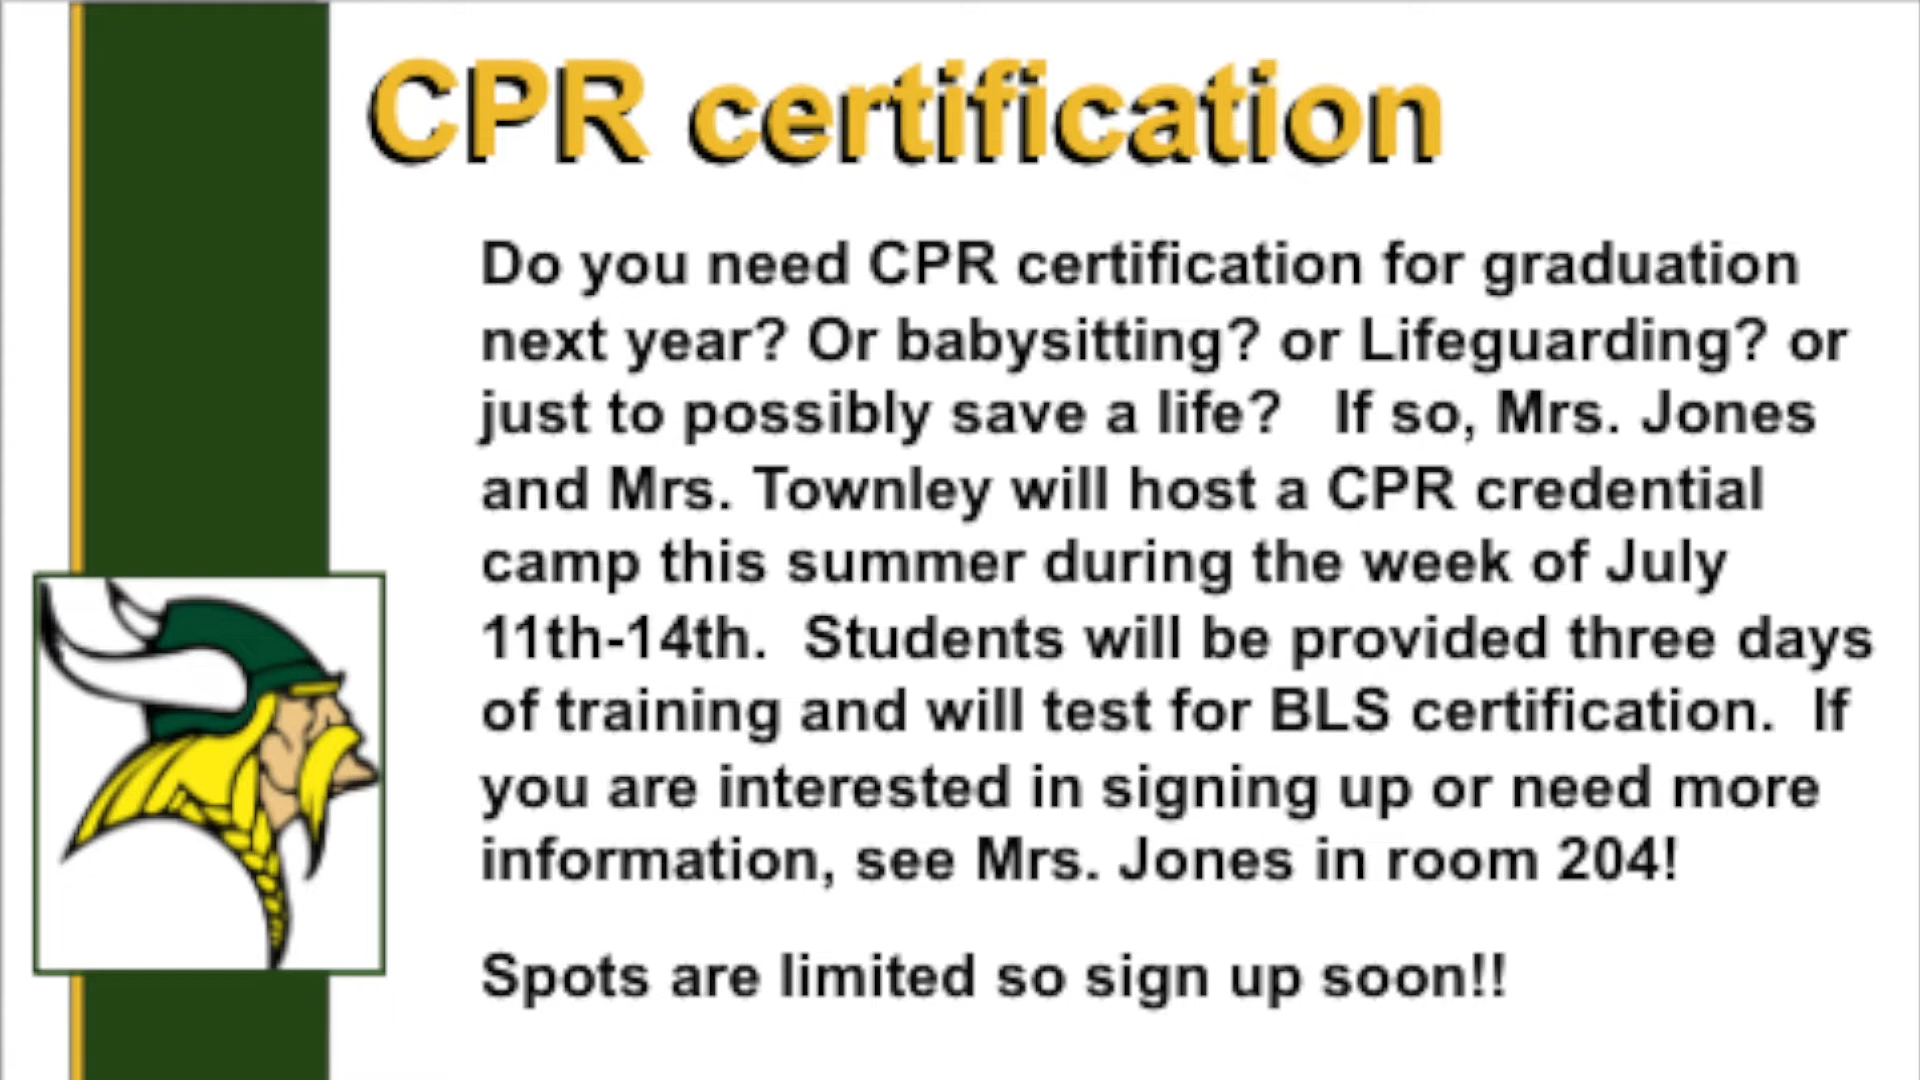 CPR certification
Do you need CPR certification for graduation
next year? Or babysitting? or Lifeguarding? or
just to possibly save a life?   If so, Mrs. Jones
and Mrs. Townley will host a CPR credential
camp this summer during the week of July
11th-14th.  Students will be provided three days
of training and will test for BLS certification.  If
you are interested in signing up or need more
information, see Mrs. Jones in room 204!
Spots are limited so sign up soon!!